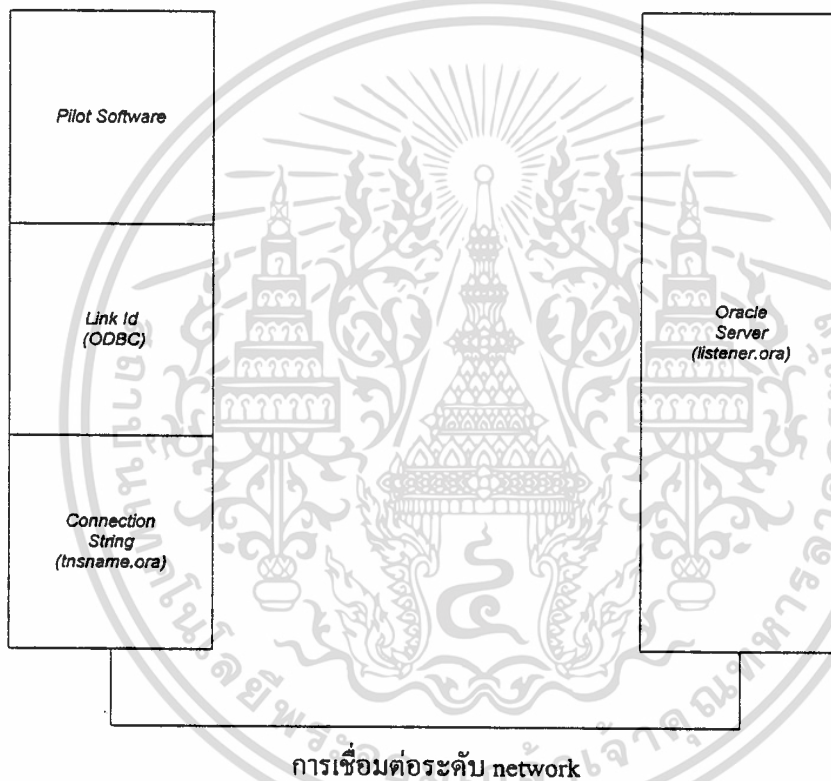 Pilot Software
Link Id
(ODBC)
Connection
String
(tnsname.ora)
Oracle
Server
(listener.ora)
การเชื่อมต่อระดับ network